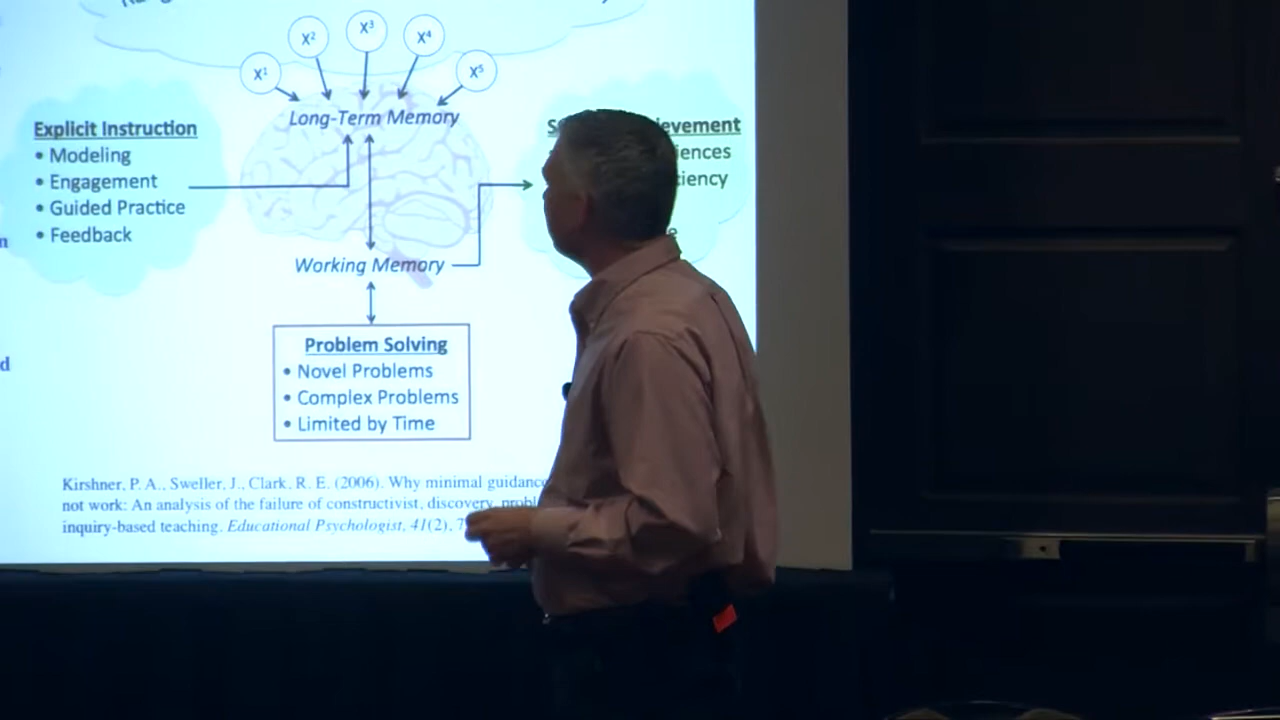 X¹
X²
X³
X⁴
X⁵
Long-Term Memory
Explicit Instruction
• Modeling
• Engagement
• Guided Practice
• Feedback
Working Memory
Problem Solving
• Novel Problems
• Complex Problems
• Limited by Time
Kirshner, P. A., Sweller, J., Clark, R. E. (2006). Why minimal guidance
not work: An analysis of the failure of constructivist, discovery,
inquiry-based teaching. Educational Psychologist, 41(2), 7